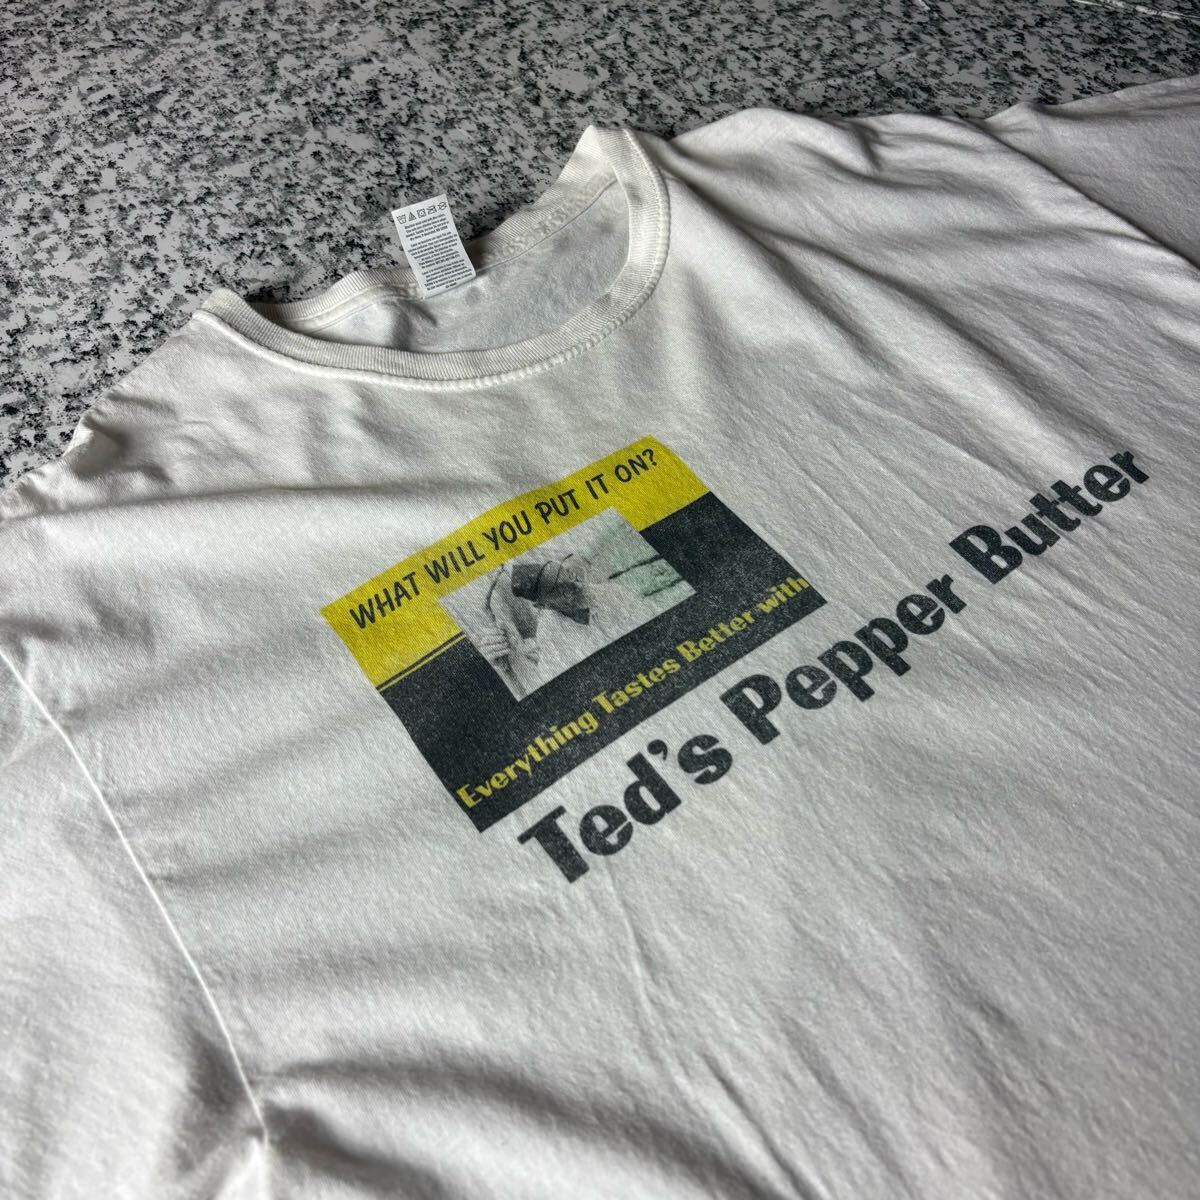 WHAT WILL YOU PUT IT ON?
Everything Tastes Better with
Ted's Pepper Butter